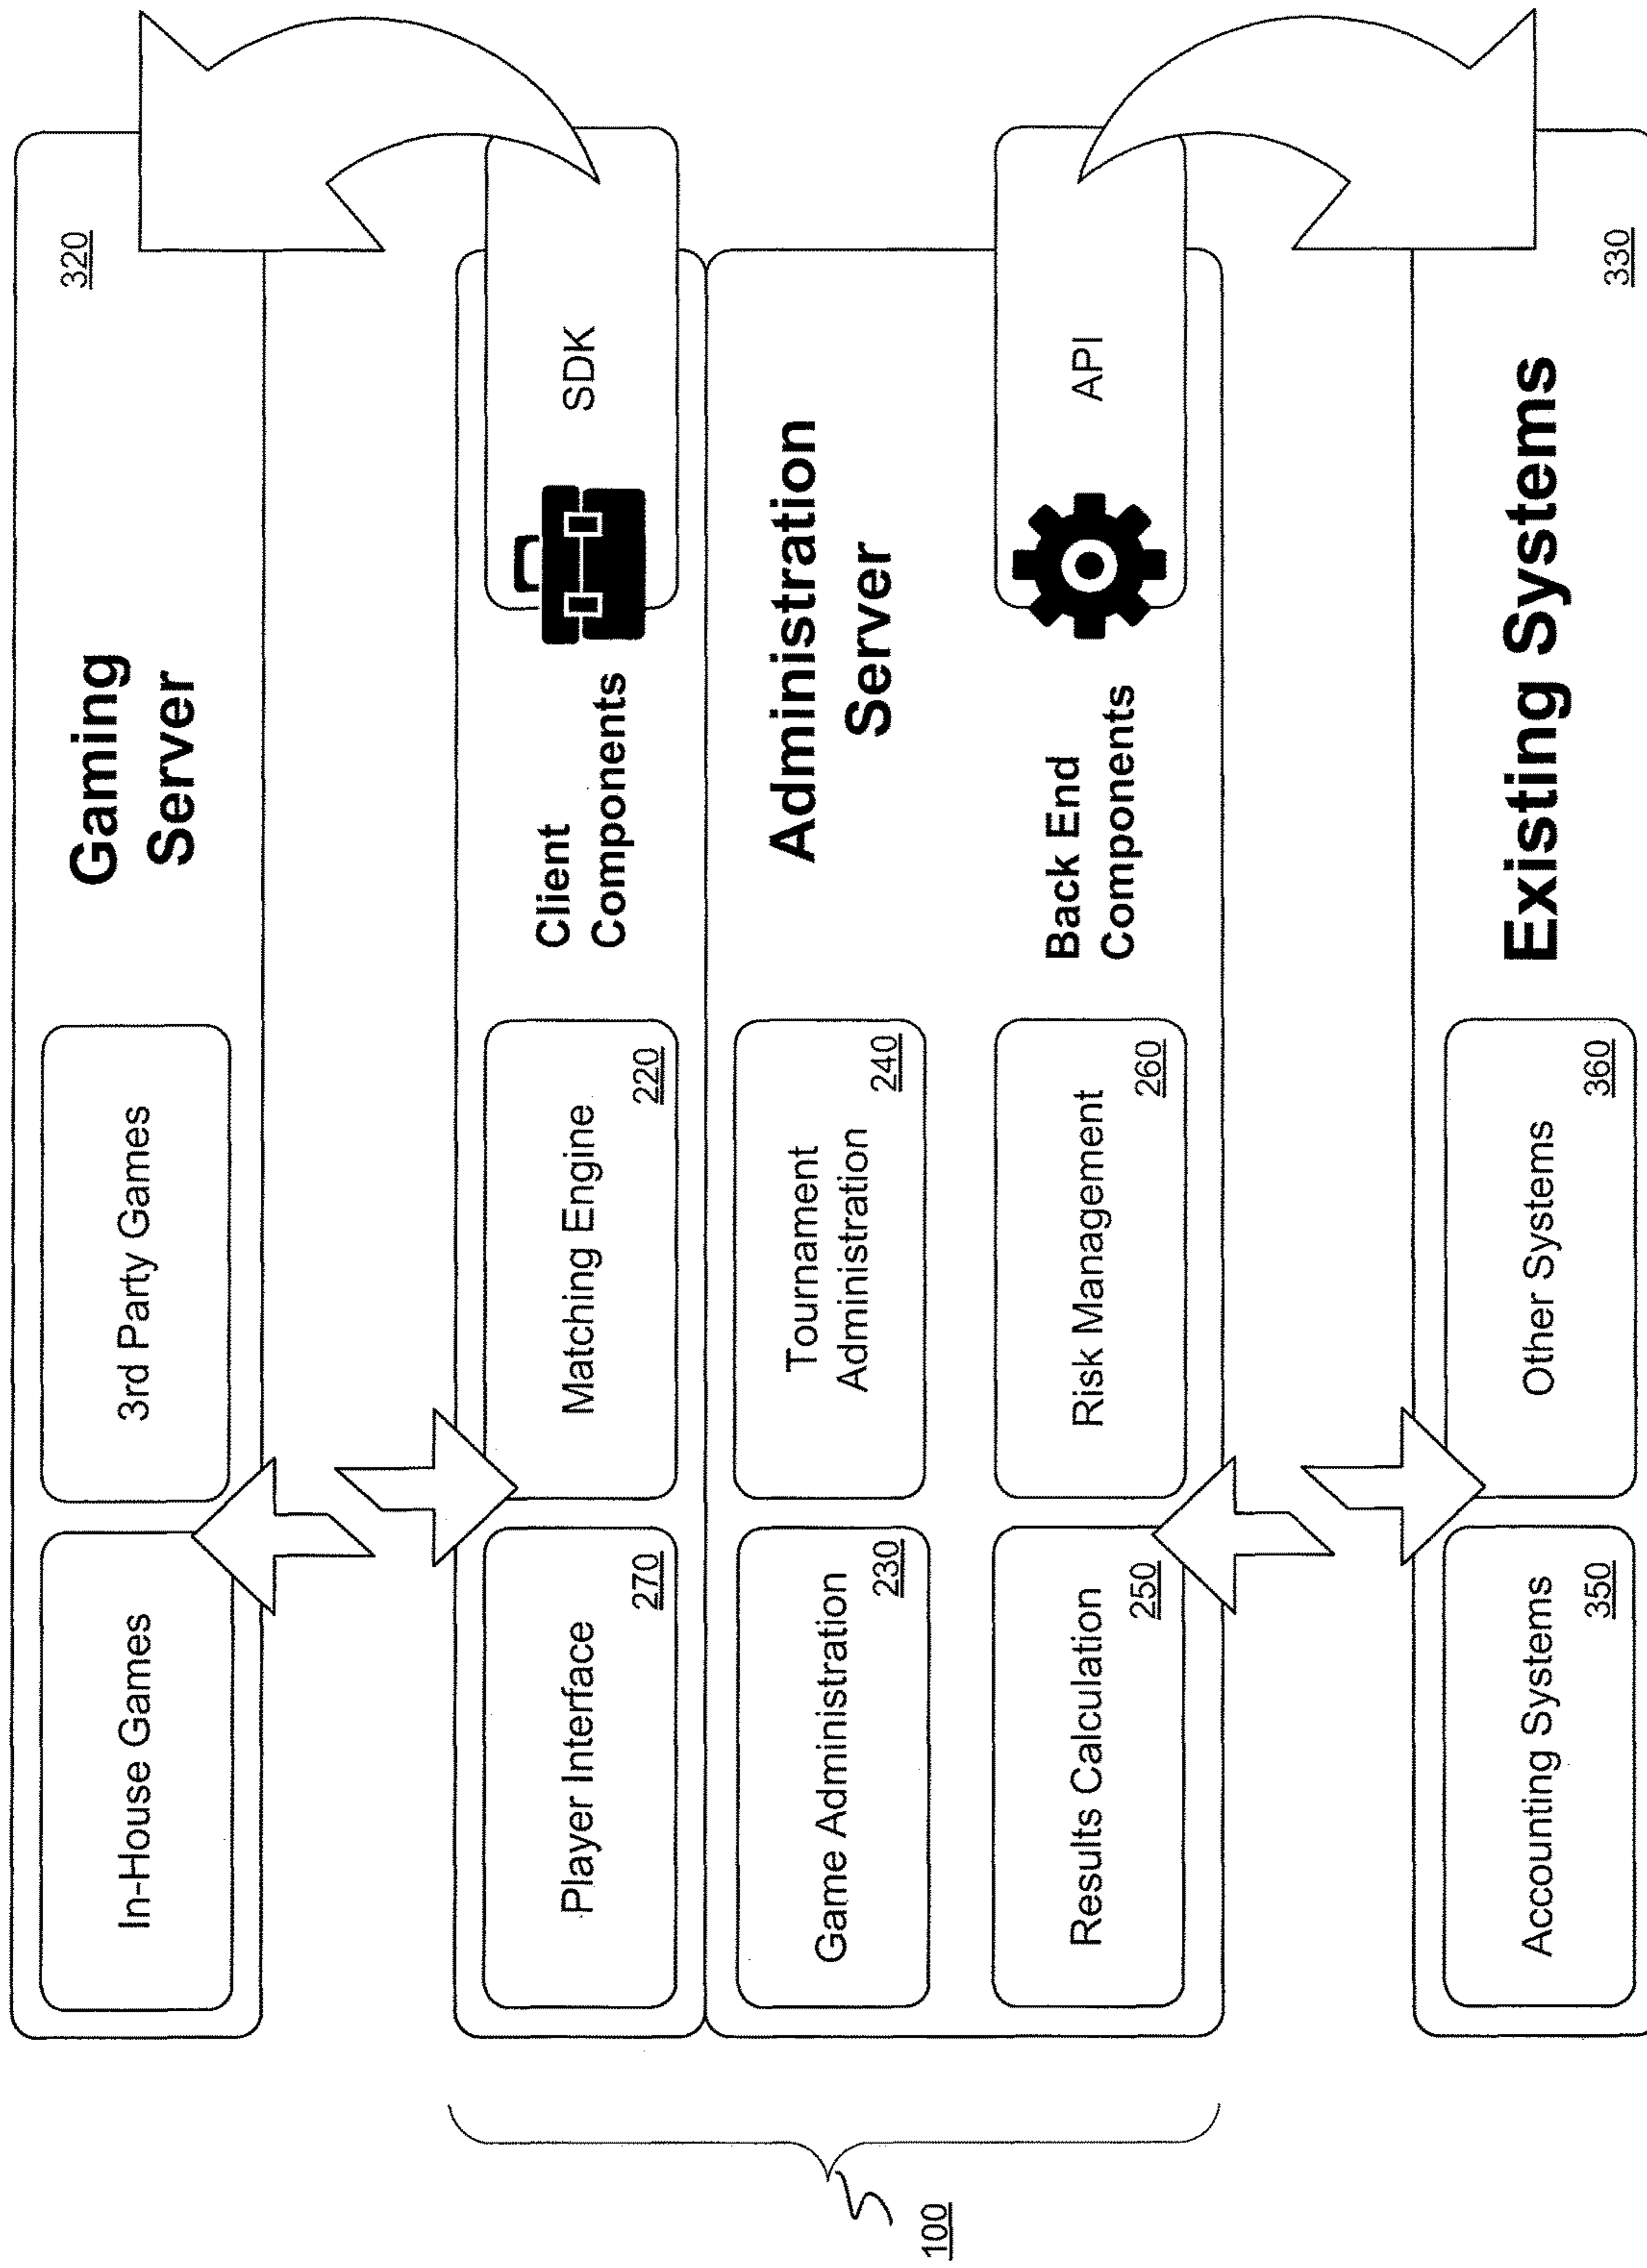 In-House Games
3rd Party Games
Gaming
Server
320
Player Interface
270
Matching Engine
220
Client
Components
SDK
Game Administration
230
Tournament
Administration
240
Administration
Server
Results Calculation
250
Risk Management
260
Back End
Components
API
100
Accounting Systems
350
Other Systems
360
Existing Systems
330